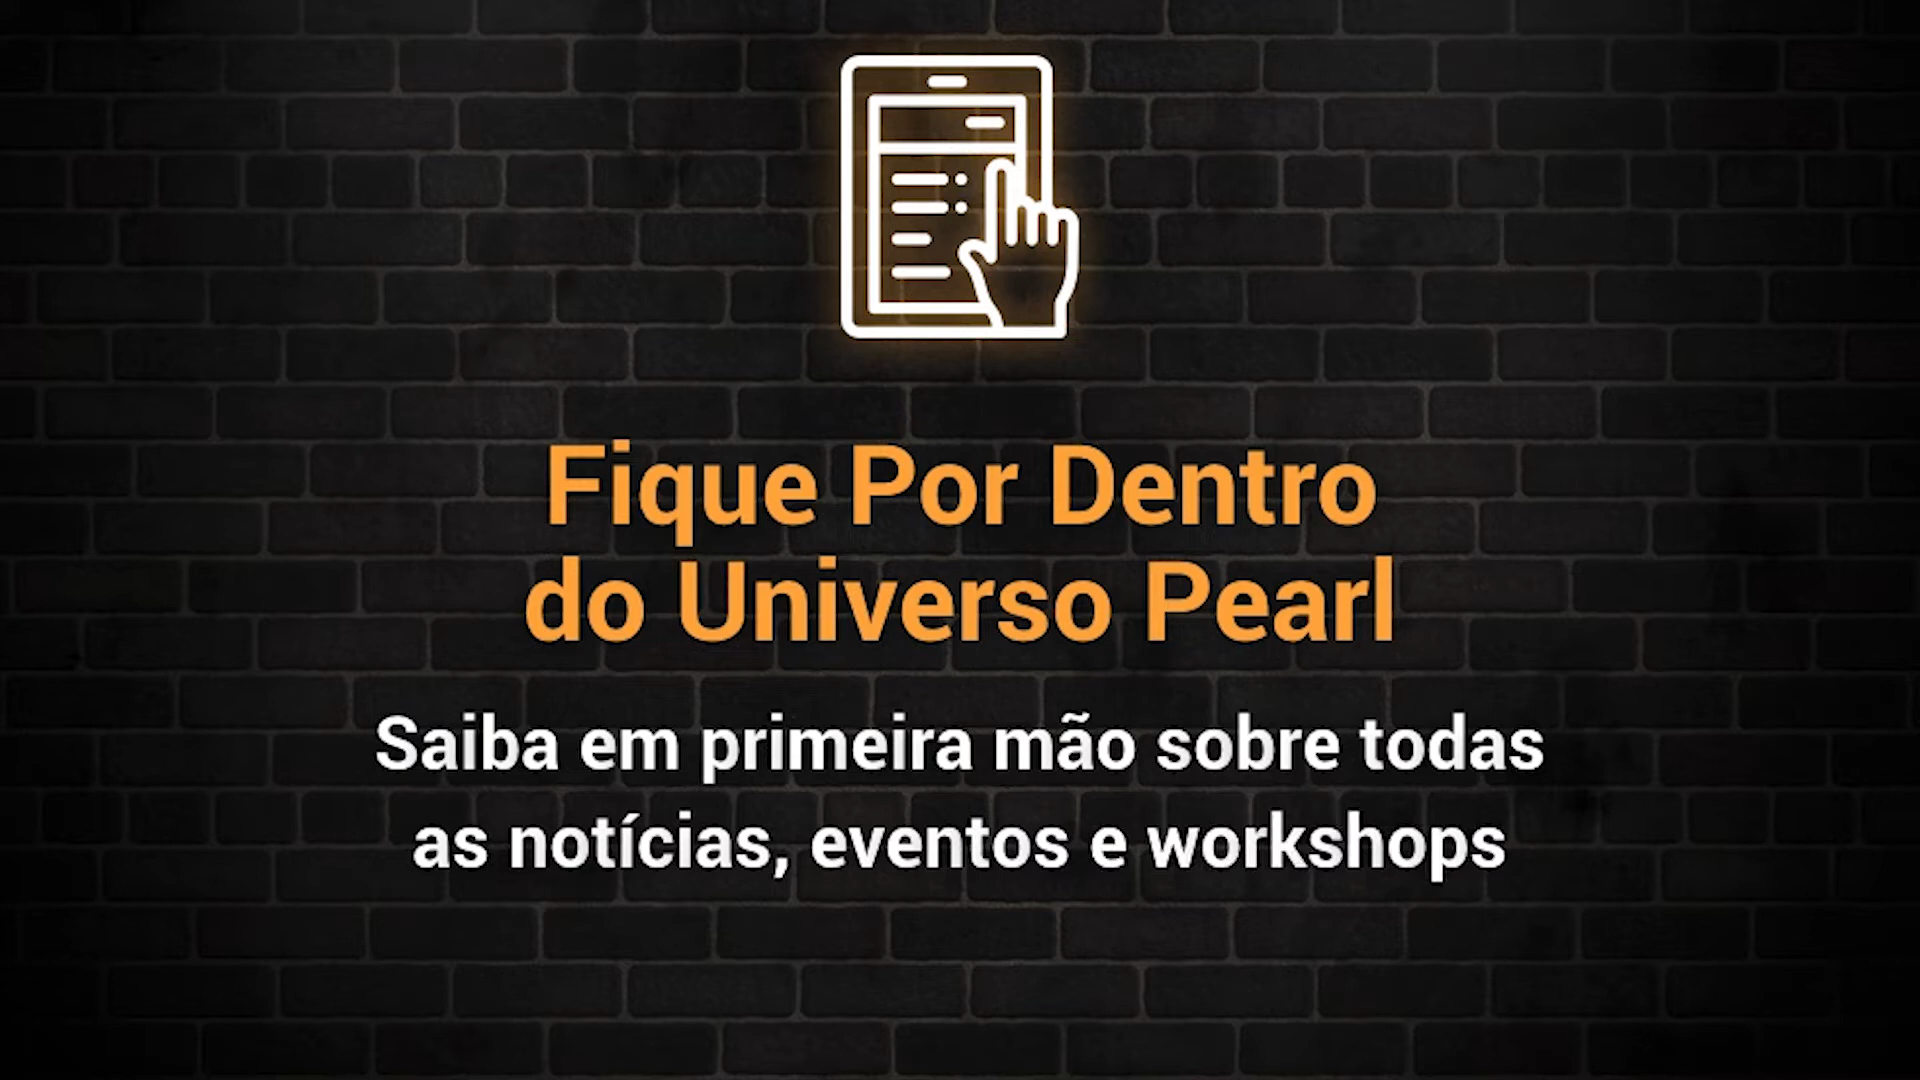 Fique Por Dentro
do Universo Pearl
Saiba em primeira mão sobre todas
as notícias, eventos e workshops